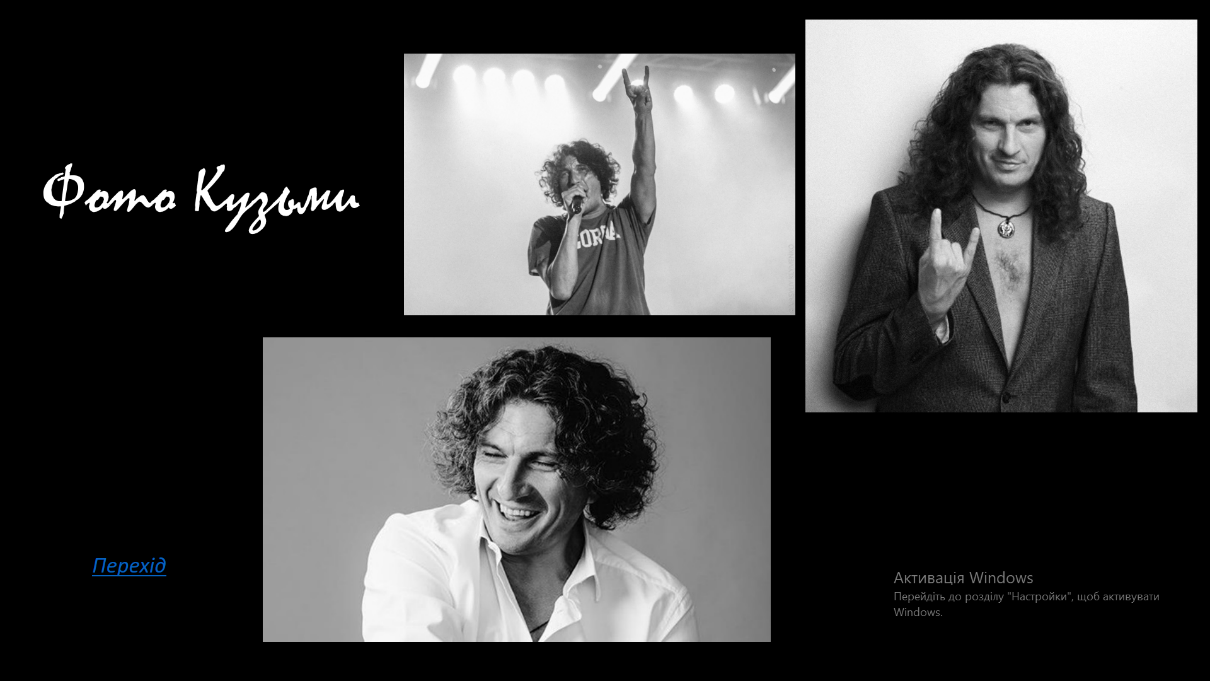 Фото Кузьми
Перехід
Активація Windows
Перейдіть до розділу "Настройки", щоб активувати
Windows.